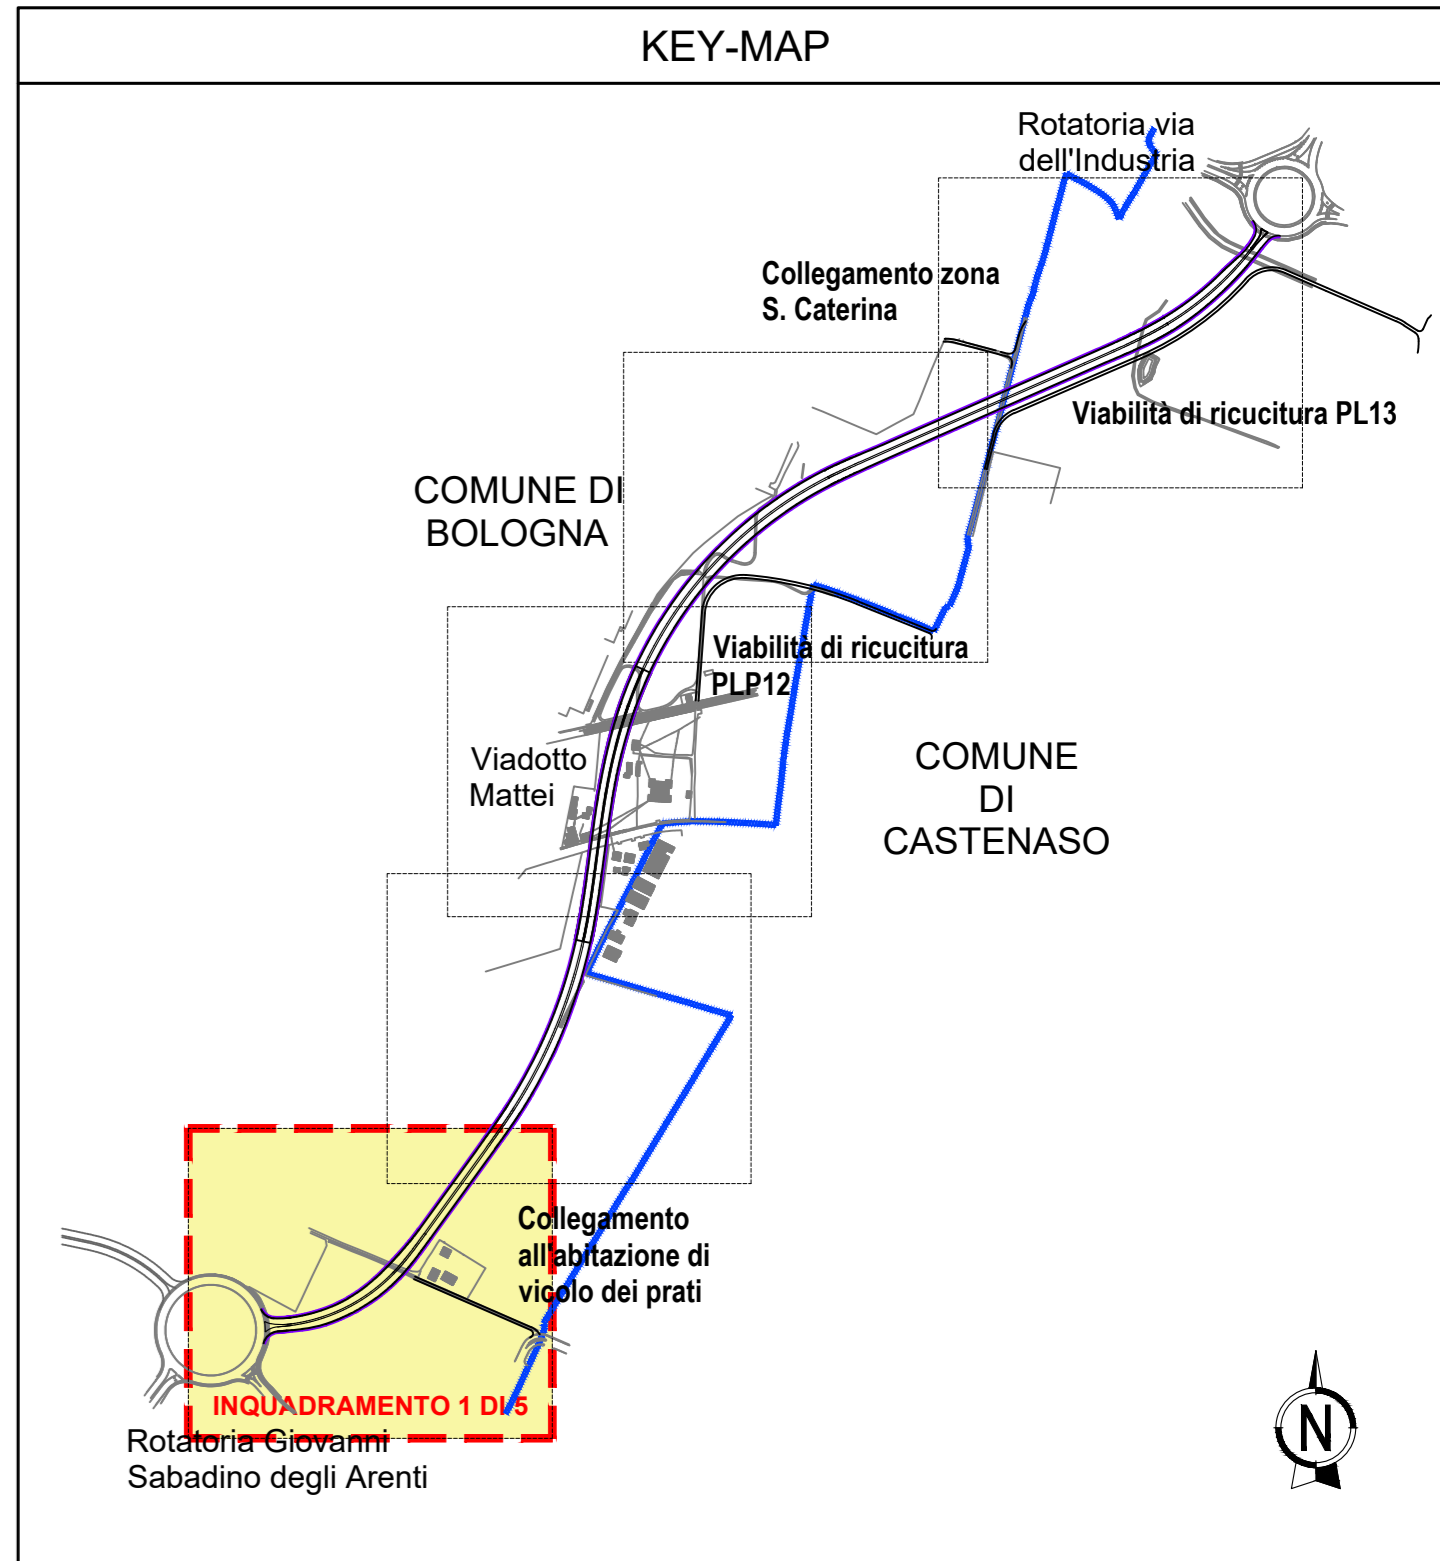 KEY-MAP
Rotatoria via
dell'Industria
Collegamento zona
S. Caterina
Viabilità di ricucitura PL13
COMUNE DI
BOLOGNA
Viabilità di ricucitura
PLP12
Viadotto
Mattei
COMUNE
DI
CASTENASO
Collegamento
all'abitazione di
vicolo dei prati
INQUADRAMENTO 1 DI 5
Rotatoria Giovanni
Sabadino degli Arenti
N